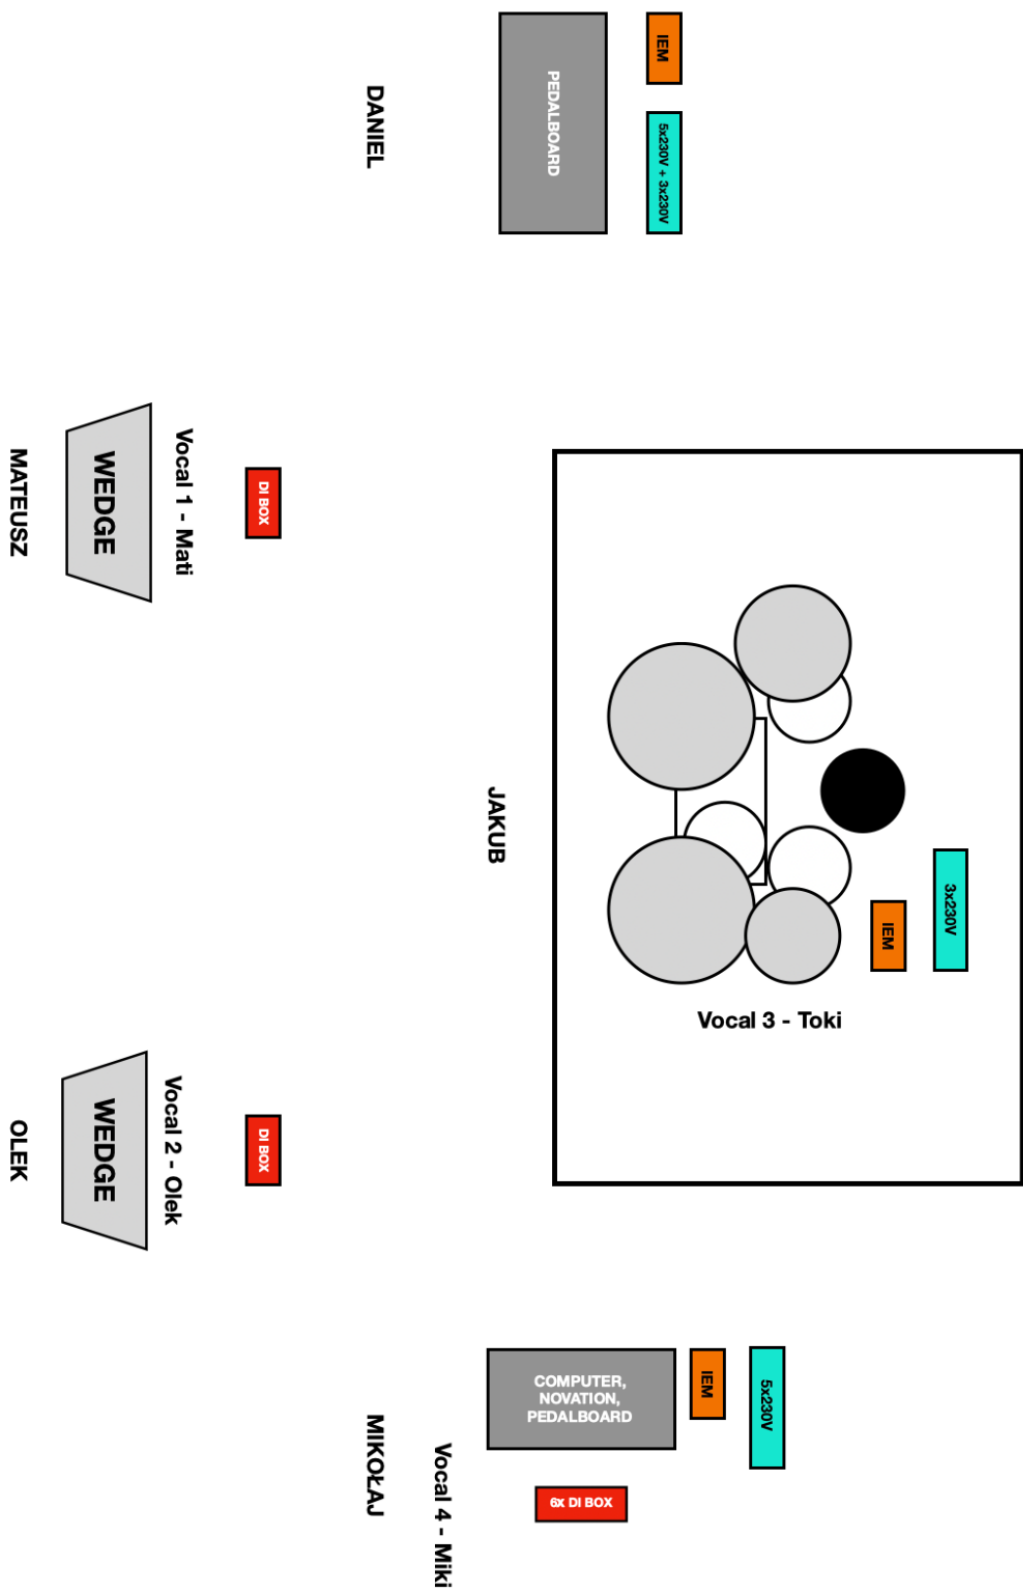 IEM
5x230V + 3x230V
PEDALBOARD
DANIEL
3x230V
IEM
Vocal 3 - Toki
JAKUB
5x230V
IEM
COMPUTER,
NOVATION,
PEDALBOARD
6x DI BOX
Vocal 4 - Miki
MIKOŁAJ
DI BOX
Vocal 1 - Mati
WEDGE
MATEUSZ
DI BOX
Vocal 2 - Olek
WEDGE
OLEK